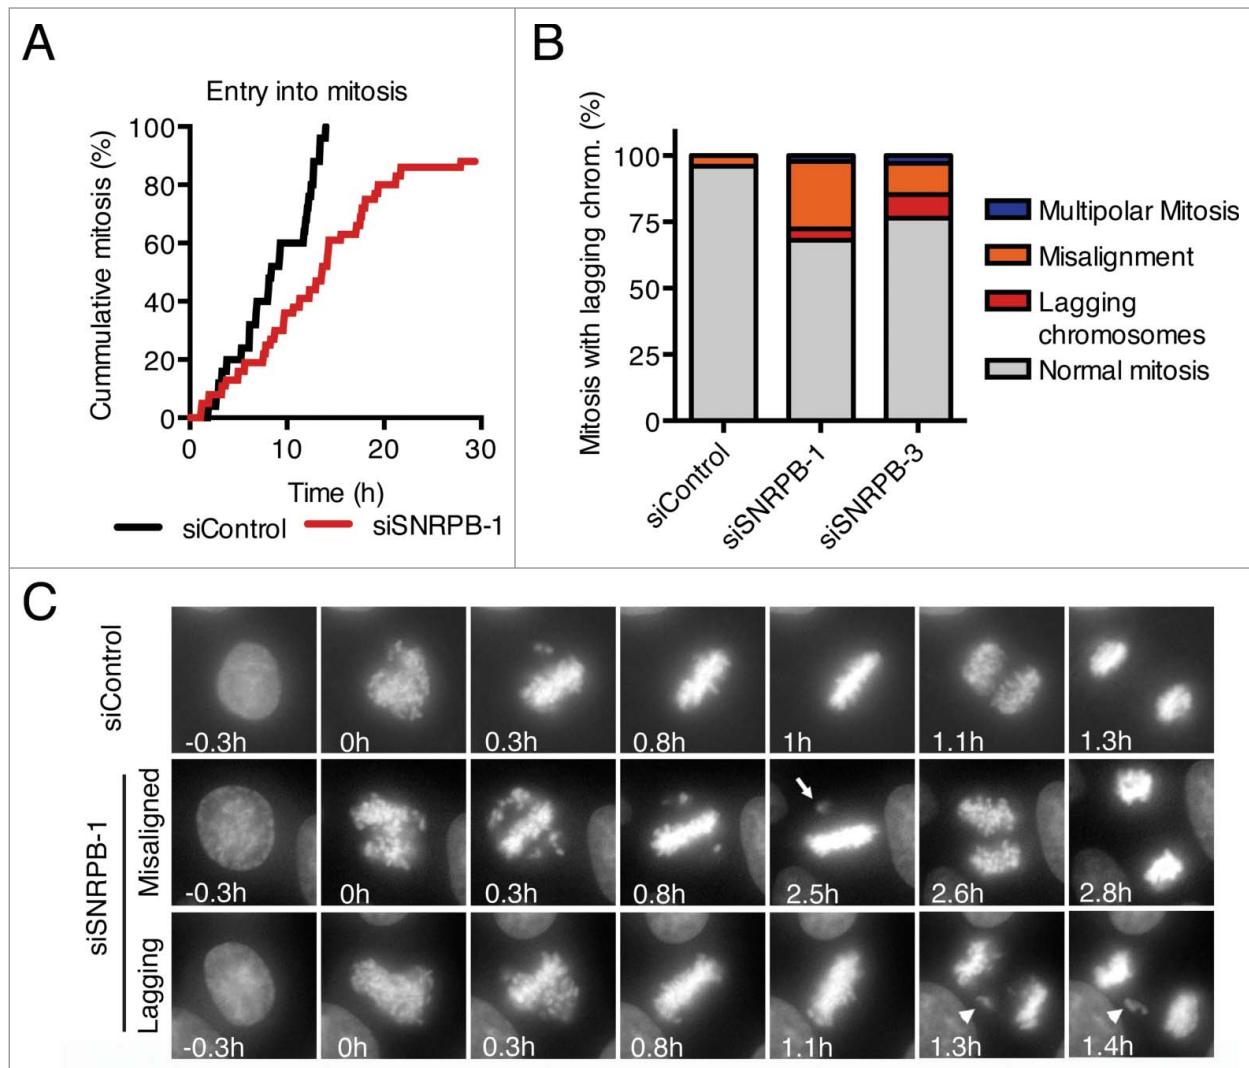 A
Entry into mitosis
Cummulative mitosis (%)
100
80
60
40
20
0
0 10 20 30
Time (h)
siControl siSNRPB-1
B
Mitosis with lagging chrom. (%)
100
75
50
25
0
siControl
siSNRPB-1
siSNRPB-3
Multipolar Mitosis
Misalignment
Lagging
chromosomes
Normal mitosis
C
siControl
-0.3h 0h 0.3h 0.8h 1h 1.1h 1.3h
siSNRPB-1
Misaligned
-0.3h 0h 0.3h 0.8h 2.5h 2.6h 2.8h
Lagging
-0.3h 0h 0.3h 0.8h 1.1h 1.3h 1.4h